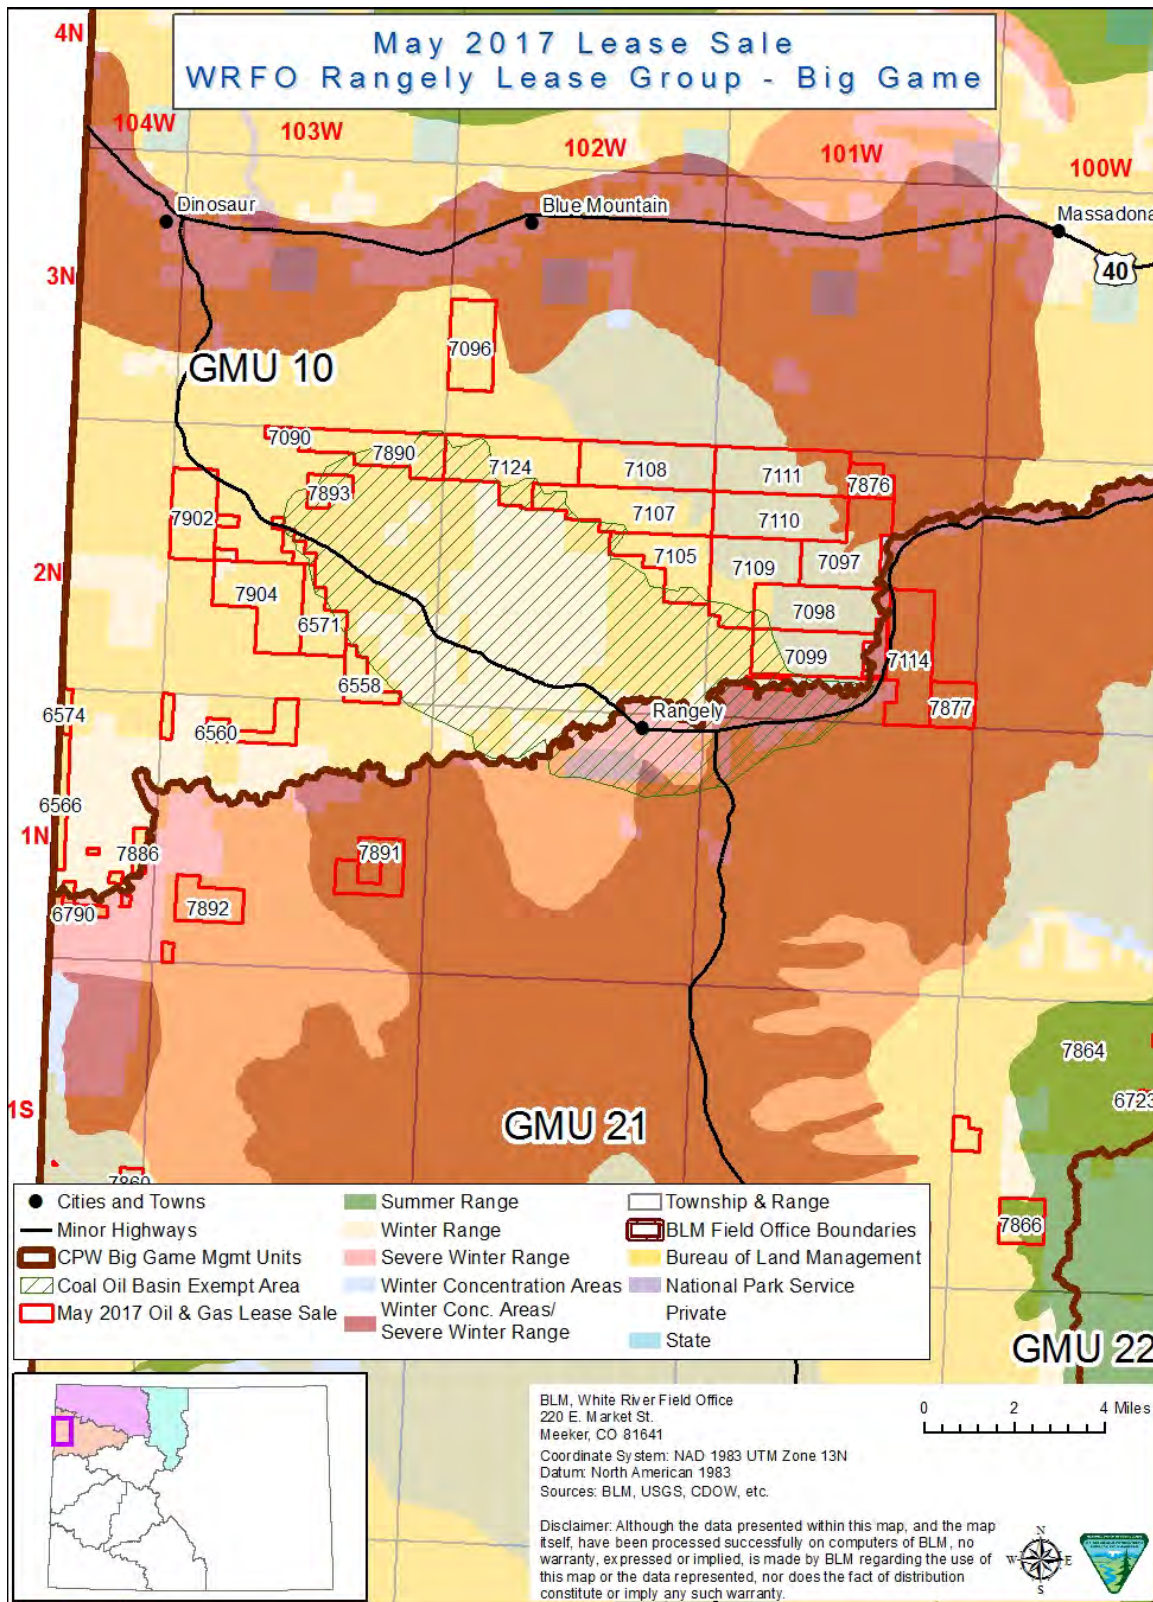 May 2017 Lease Sale
WRFO Rangely Lease Group - Big Game
4N
104W
103W
102W
101W
100W
Dinosaur
Blue Mountain
Massadona
40
3N
7096
GMU 10
7090
7890
7124
7108
7111
7876
7893
7902
7107
7110
7105
7109
7097
2N
7904
6571
7098
7099
7114
6558
7877
6574
6560
Rangely
6566
1N
7886
7891
6790
7892
7864
6723
1S
GMU 21
7860
7866
GMU 22
Cities and Towns
Minor Highways
CPW Big Game Mgmt Units
Coal Oil Basin Exempt Area
May 2017 Oil & Gas Lease Sale
Summer Range
Winter Range
Severe Winter Range
Winter Concentration Areas
Winter Conc. Areas/
Severe Winter Range
Township & Range
BLM Field Office Boundaries
Bureau of Land Management
National Park Service
Private
State
BLM, White River Field Office
220 E. Market St.
Meeker, CO 81641
Coordinate System: NAD 1983 UTM Zone 13N
Datum: North American 1983
Sources: BLM, USGS, CDOW, etc.
0 2 4 Miles
Disclaimer: Although the data presented within this map, and the map
itself, have been processed successfully on computers of BLM, no
warranty, expressed or implied, is made by BLM regarding the use of
this map or the data represented, nor does the fact of distribution
constitute or imply any such warranty.
N
W E
S